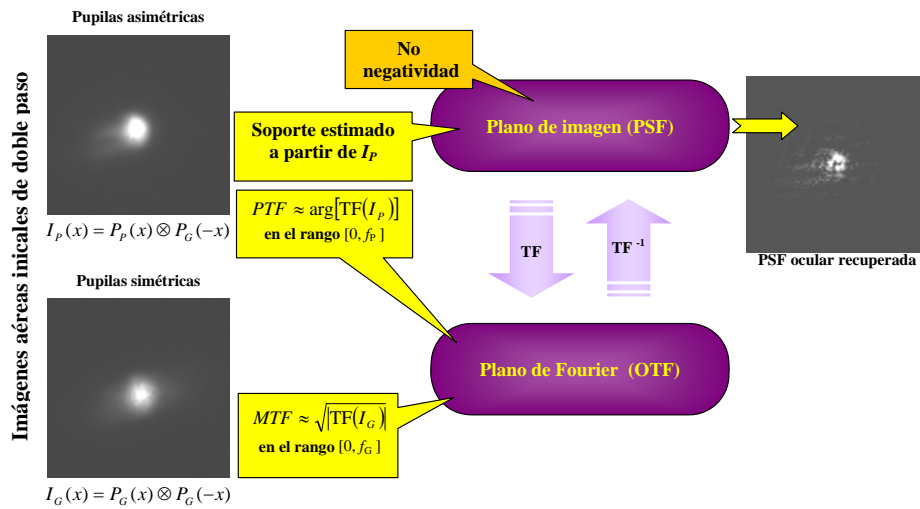 Imágenes aéreas inicales de doble paso
Pupilas asimétricas
I_P(x) = P_P(x) ⊗ P_G(-x)
Pupilas simétricas
I_G(x) = P_G(x) ⊗ P_G(-x)
No
negatividad
Soporte estimado
a partir de I_P
PTF ≈ arg[TF(I_P)]
en el rango [0, f_P]
MTF ≈ √|TF(I_G)|
en el rango [0, f_G]
Plano de imagen (PSF)
TF
TF⁻¹
Plano de Fourier (OTF)
PSF ocular recuperada